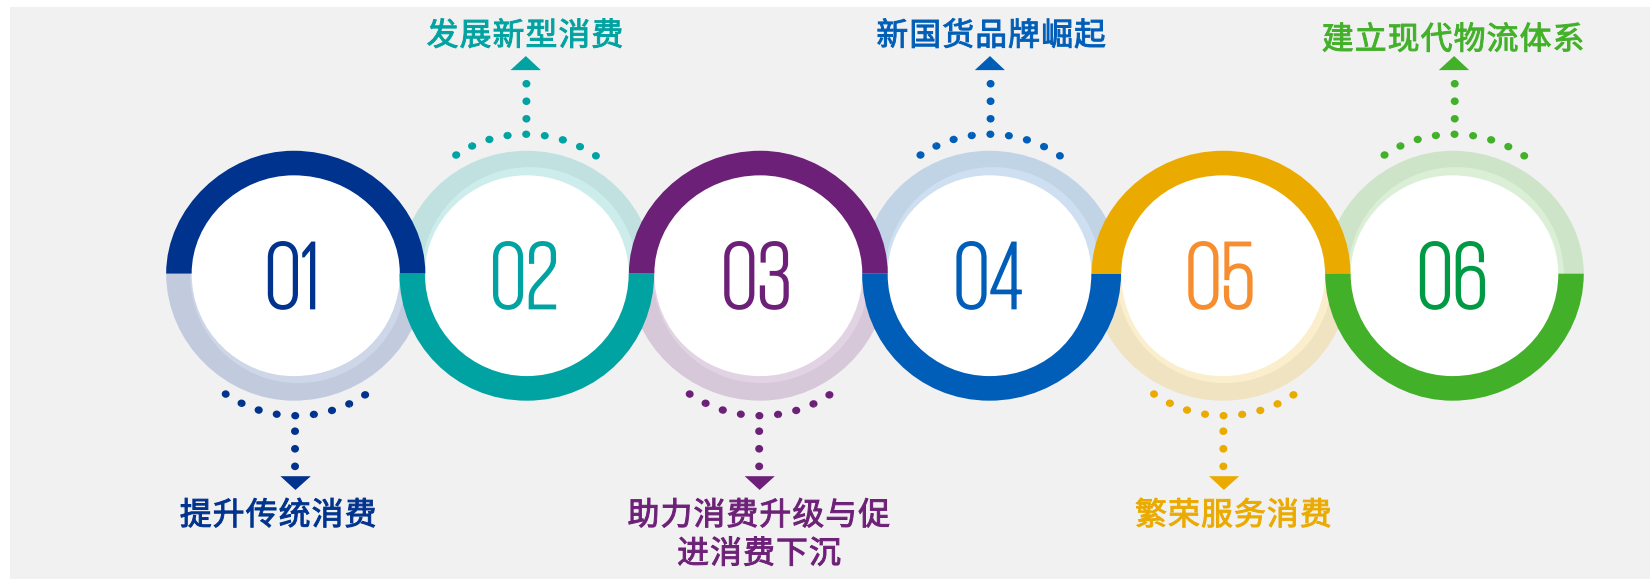 发展新型消费
新国货品牌崛起
建立现代物流体系
01
02
03
04
05
06
提升传统消费
助力消费升级与促
进消费下沉
繁荣服务消费